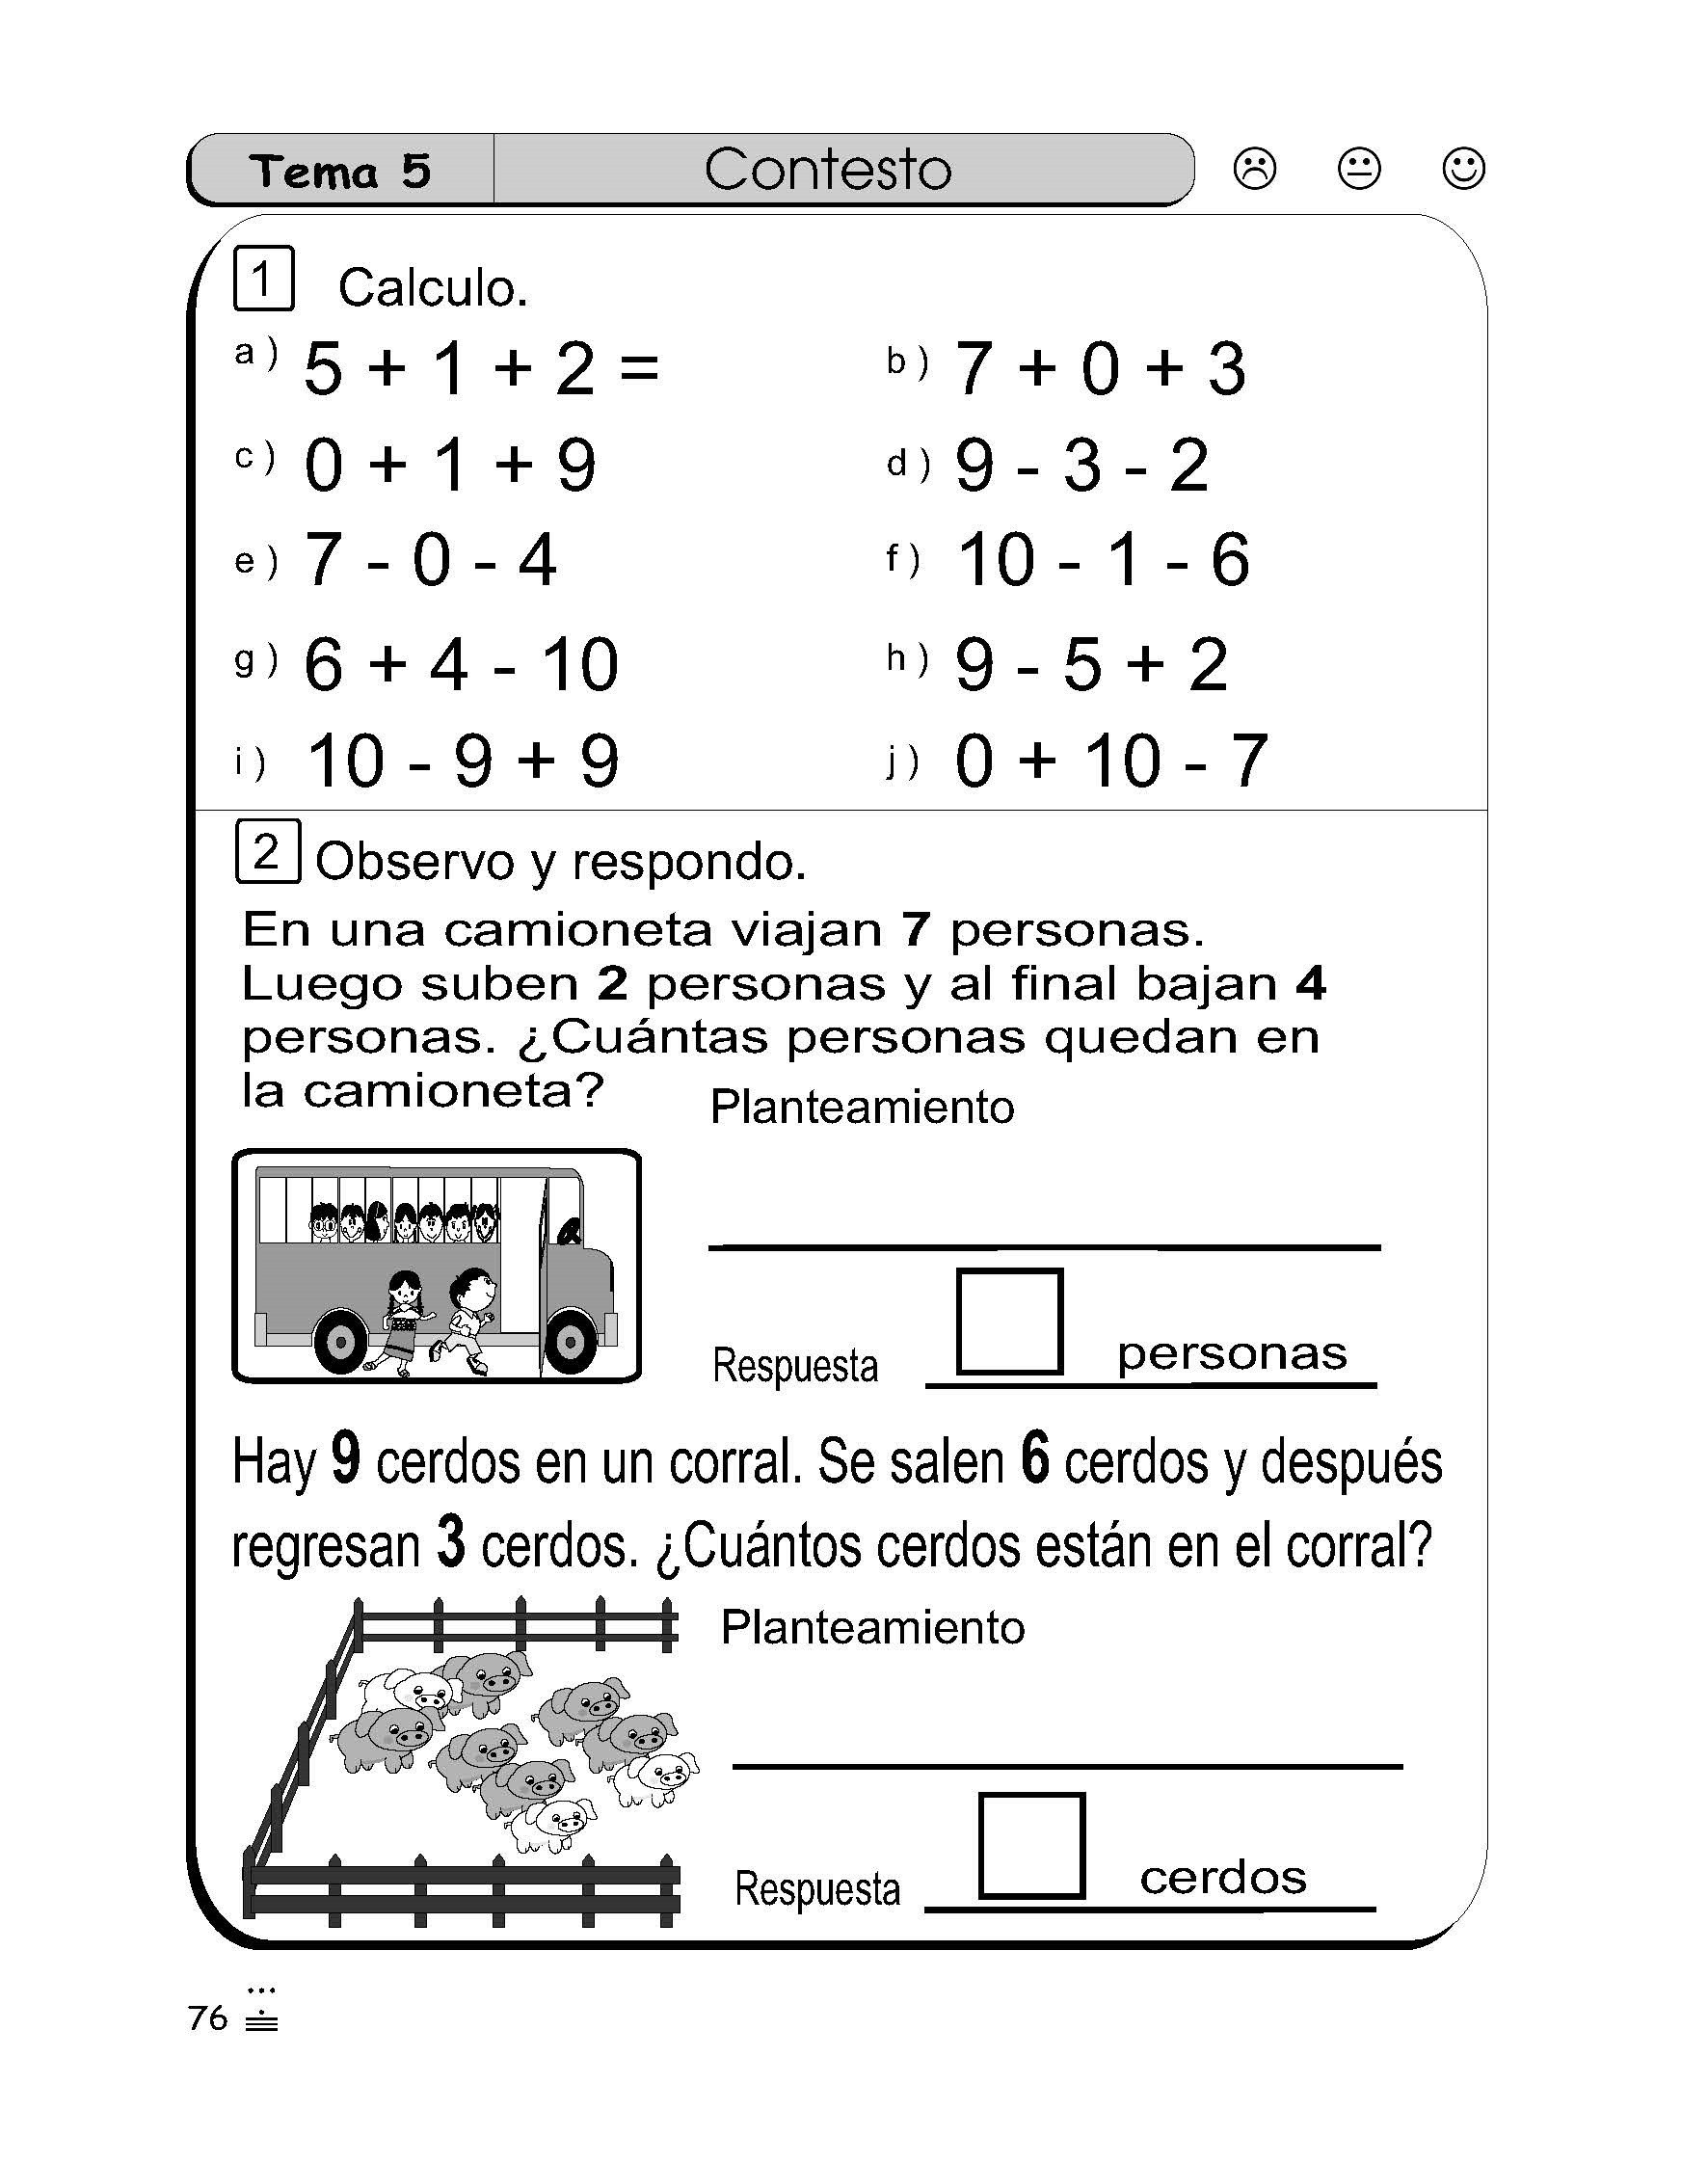 Tema 5 Contesto
1 Calculo.
a) 5 + 1 + 2 = b) 7 + 0 + 3
c) 0 + 1 + 9 d) 9 - 3 - 2
e) 7 - 0 - 4 f) 10 - 1 - 6
g) 6 + 4 - 10 h) 9 - 5 + 2
i) 10 - 9 + 9 j) 0 + 10 - 7
2 Observo y respondo.
En una camioneta viajan 7 personas.
Luego suben 2 personas y al final bajan 4
personas. ¿Cuántas personas quedan en
la camioneta?
Planteamiento
Respuesta personas
Hay 9 cerdos en un corral. Se salen 6 cerdos y después
regresan 3 cerdos. ¿Cuántos cerdos están en el corral?
Planteamiento
Respuesta cerdos
76